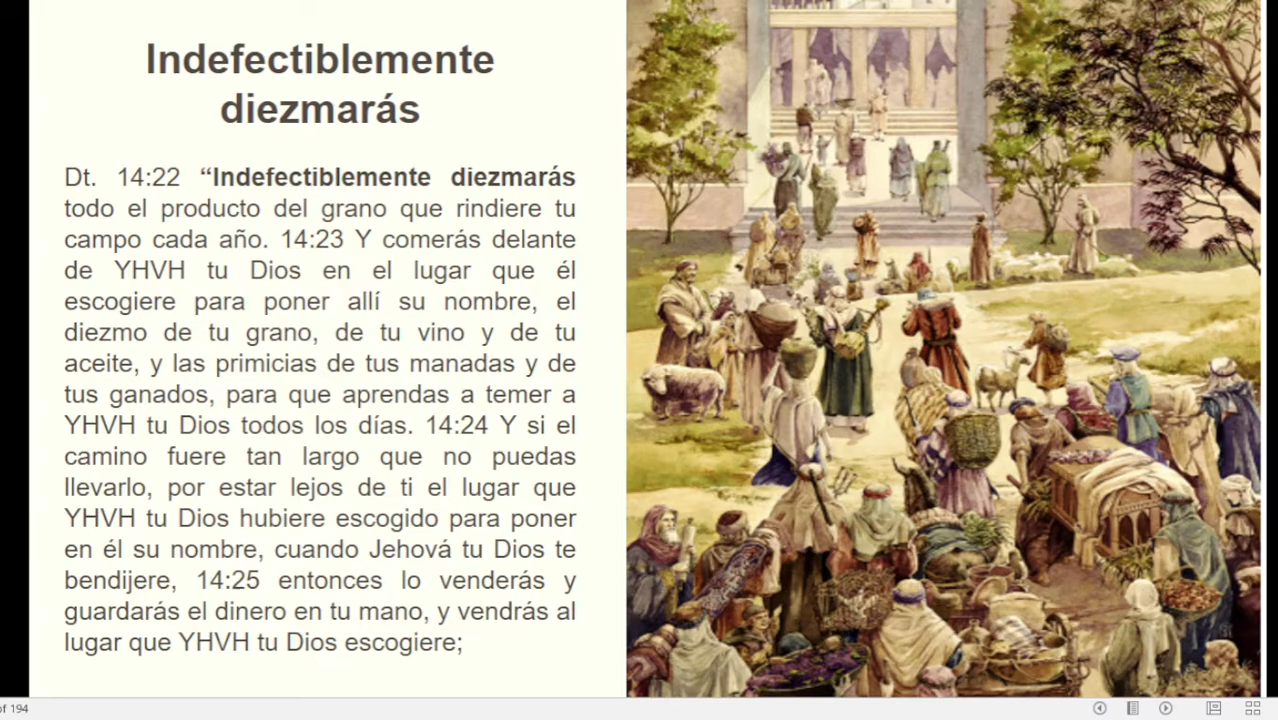 Indefectiblemente
diezmarás
Dt. 14:22 “Indefectiblemente diezmarás
todo el producto del grano que rindiere tu
campo cada año. 14:23 Y comerás delante
de YHVH tu Dios en el lugar que él
escogiere para poner allí su nombre, el
diezmo de tu grano, de tu vino y de tu
aceite, y las primicias de tus manadas y de
tus ganados, para que aprendas a temer a
YHVH tu Dios todos los días. 14:24 Y si el
camino fuere tan largo que no puedas
llevarlo, por estar lejos de ti el lugar que
YHVH tu Dios hubiere escogido para poner
en él su nombre, cuando Jehová tu Dios te
bendijere, 14:25 entonces lo venderás y
guardarás el dinero en tu mano, y vendrás al
lugar que YHVH tu Dios escogiere;
of 194